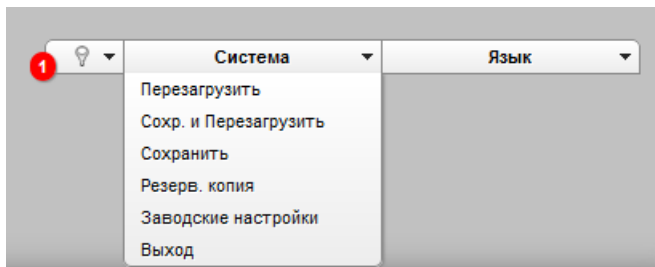 1 Система Язык
Перезагрузить
Сохр. и Перезагрузить
Сохранить
Резерв. копия
Заводские настройки
Выход